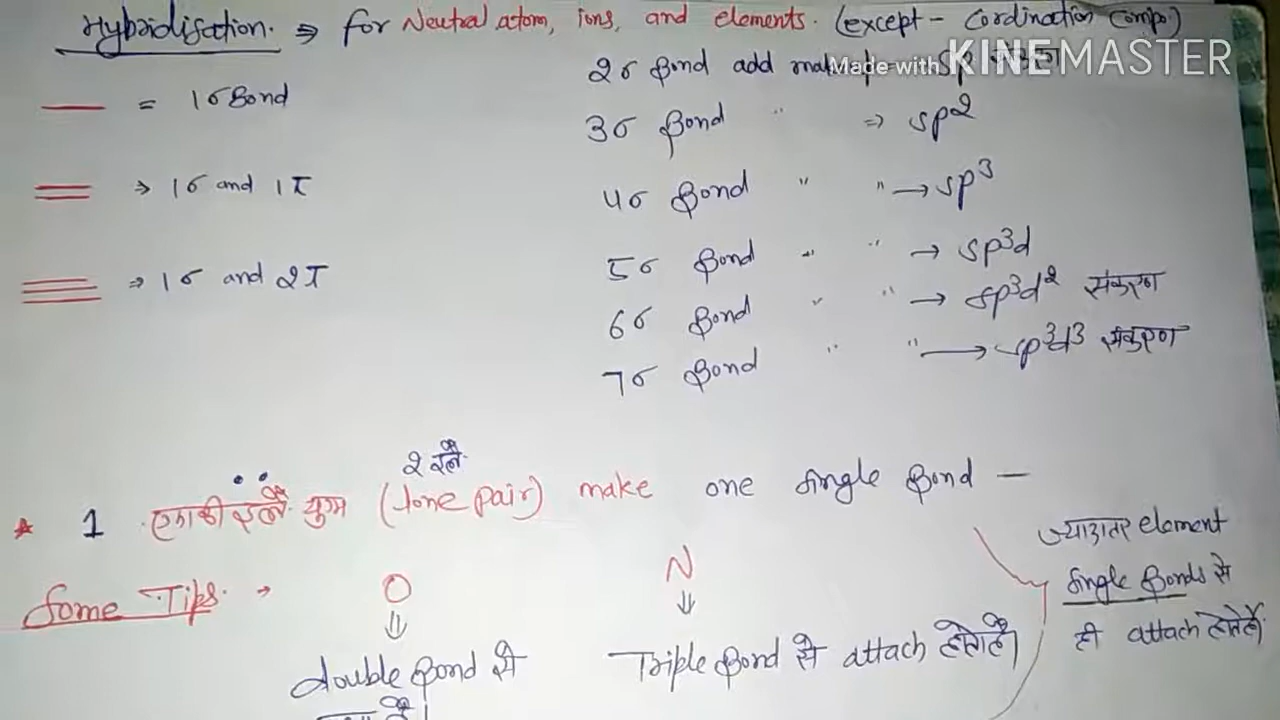 Hybridisation. ⇒ for Neutral atom, ions, and elements. (except - Cordination Comp.)
Made with KINEMASTER
— = 1σ Bond
2σ Bond add
sp
3σ Bond " ⇒ sp2
= ⇒ 1σ and 1π
4σ Bond " " → sp3
5σ Bond " " → sp3d
≡ ⇒ 1σ and 2π
6σ Bond " " → sp3d2 संकरण
7σ Bond " " → sp3d3 संकरण
2 इले
* 1 एकाकी इले युग्म (lone pair) make one single Bond —
ज्यादातर element
Some Tips. → O N
single Bonds से
⇓ ⇓
ही attach होते है।
double Bond से Triple Bond से attach होता है।